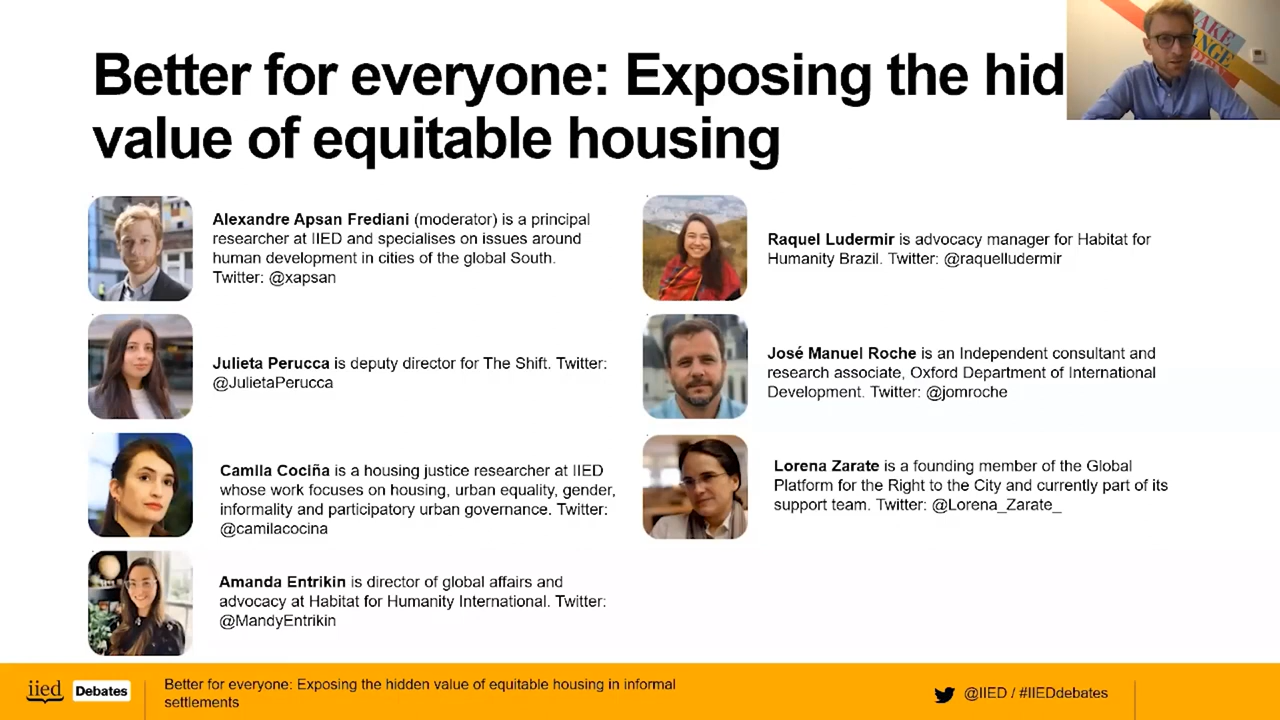 Better for everyone: Exposing the hid
value of equitable housing
Alexandre Apsan Frediani (moderator) is a principal
researcher at IIED and specialises on issues around
human development in cities of the global South.
Twitter: @xapsan
Julieta Perucca is deputy director for The Shift. Twitter:
@JulietaPerucca
Camila Cociña is a housing justice researcher at IIED
whose work focuses on housing, urban equality, gender,
informality and participatory urban governance. Twitter:
@camilacocina
Amanda Entrikin is director of global affairs and
advocacy at Habitat for Humanity International. Twitter:
@MandyEntrikin
Raquel Ludermir is advocacy manager for Habitat for
Humanity Brazil. Twitter: @raquelludermir
José Manuel Roche is an Independent consultant and
research associate, Oxford Department of International
Development. Twitter: @jomroche
Lorena Zarate is a founding member of the Global
Platform for the Right to the City and currently part of its
support team. Twitter: @Lorena_Zarate_
iied Debates
Better for everyone: Exposing the hidden value of equitable housing in informal
settlements
@IIED / #IIEDdebates